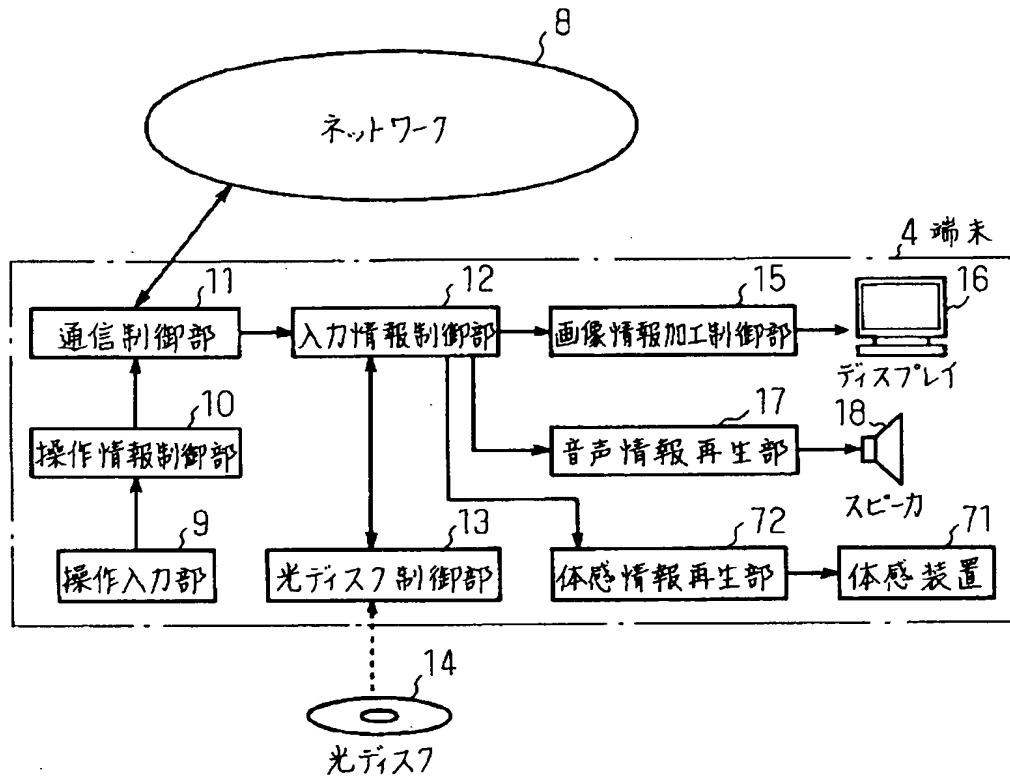 8
ネットワーク
4 端末
11
通信制御部
12
入力情報制御部
15
画像情報加工制御部
16
ディスプレイ
10
操作情報制御部
17
音声情報再生部
18
スピーカ
9
操作入力部
13
光ディスク制御部
72
体感情報再生部
71
体感装置
14
光ディスク